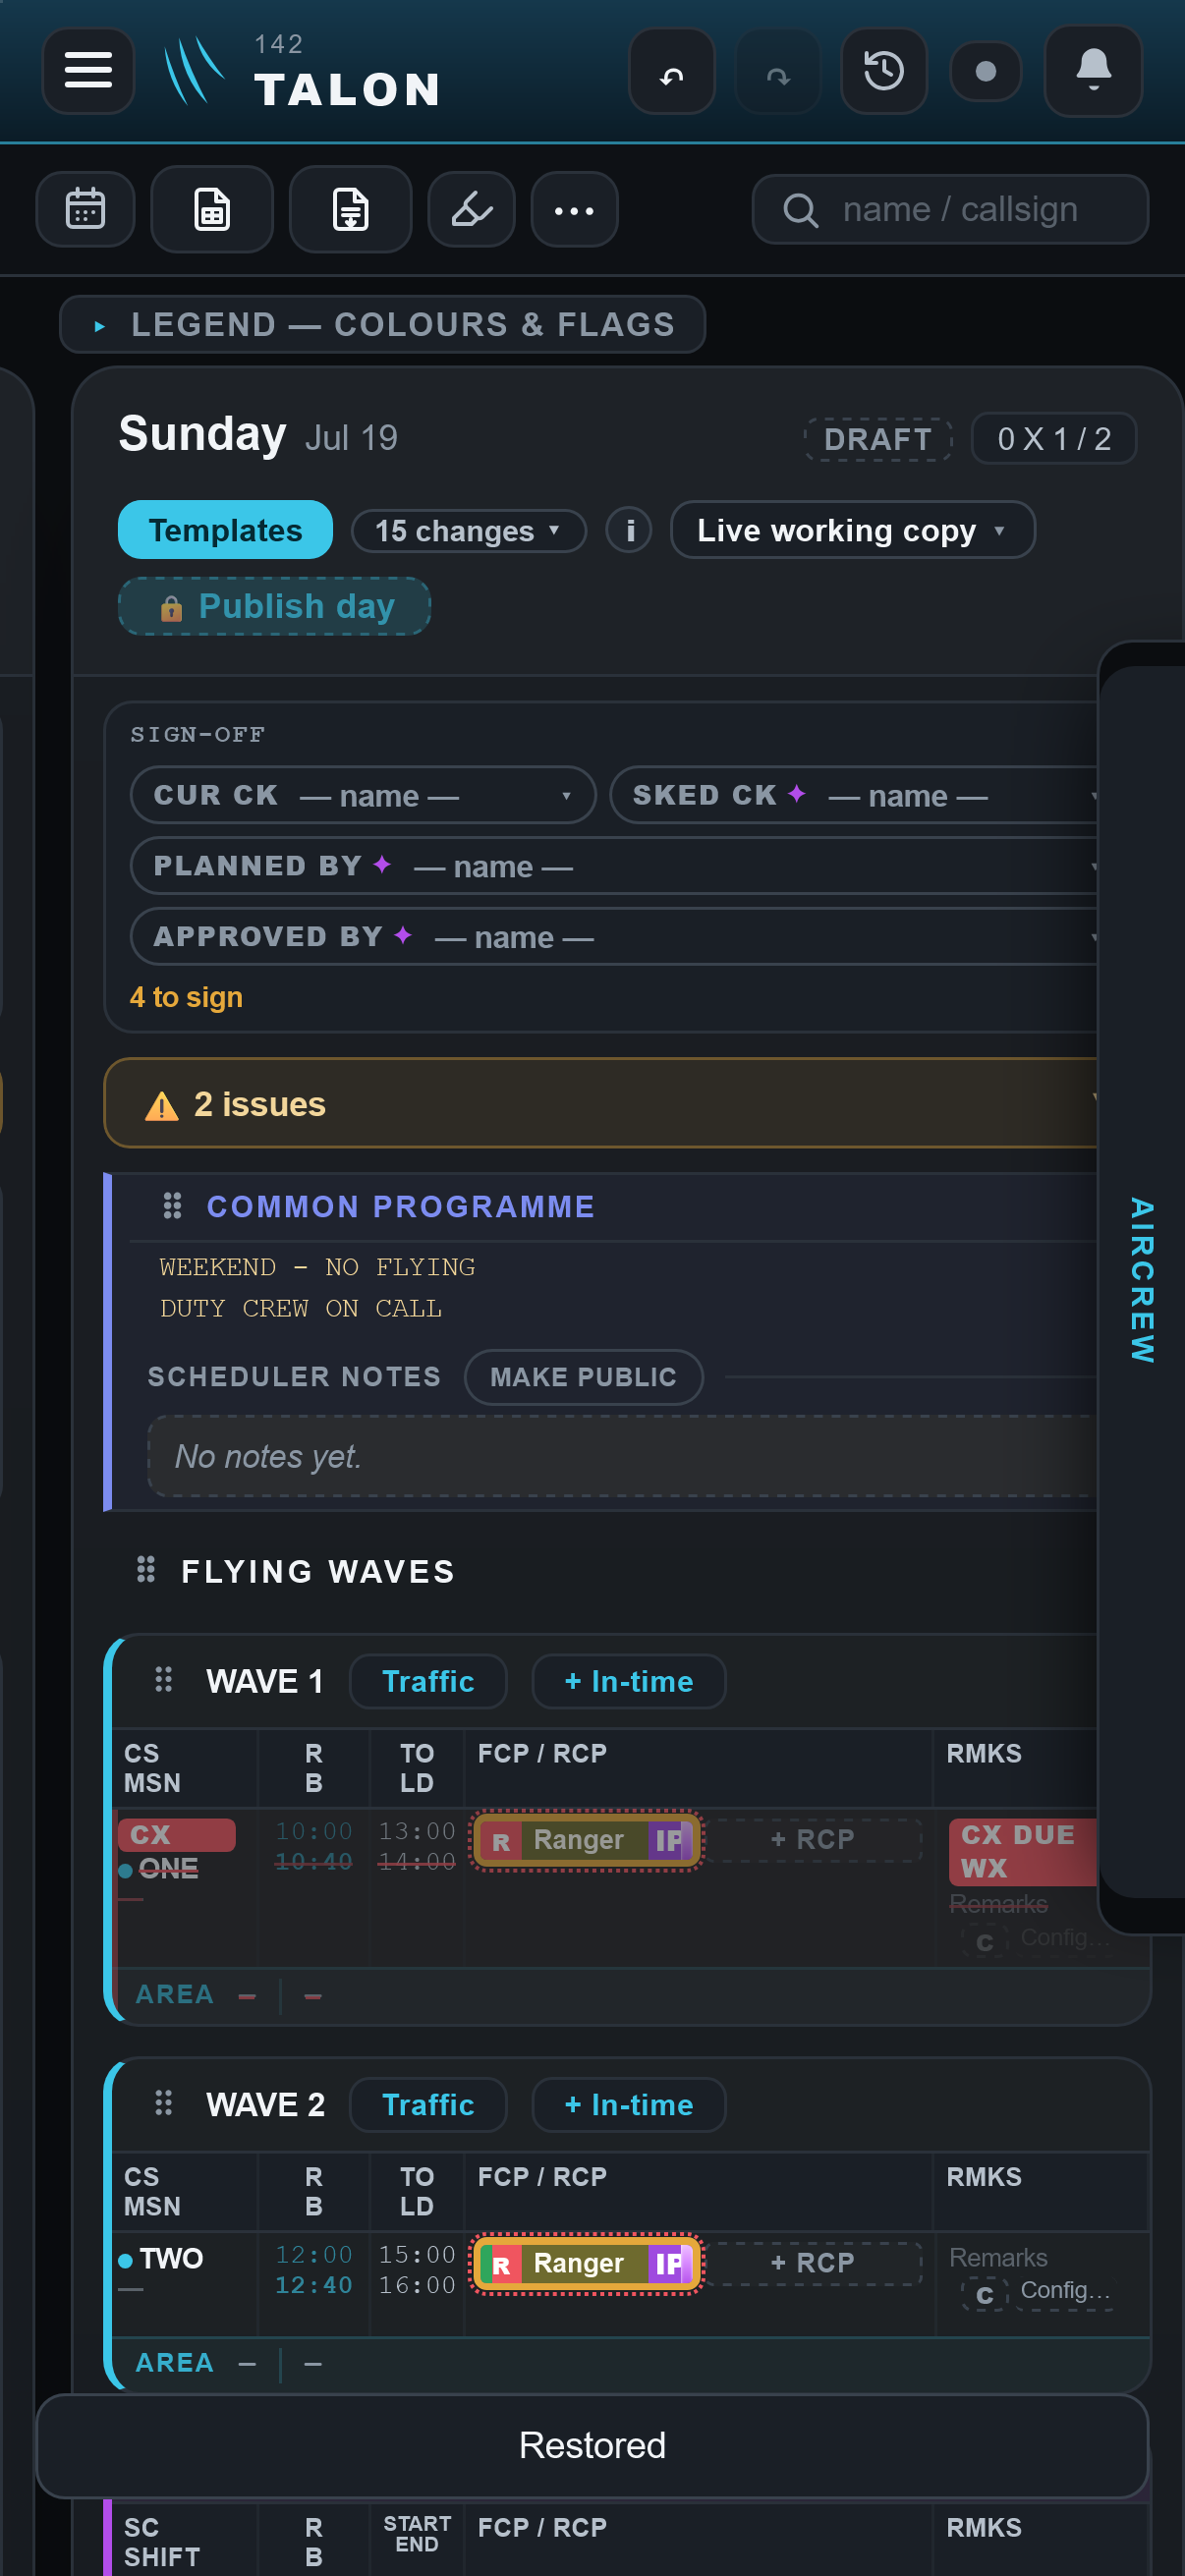 142
TALON
name / callsign
LEGEND — COLOURS & FLAGS
Sunday Jul 19 DRAFT 0 X 1 / 2
Templates 15 changes i Live working copy
Publish day
SIGN-OFF
CUR CK — name — SKED CK — name —
PLANNED BY — name —
APPROVED BY — name —
4 to sign
2 issues
COMMON PROGRAMME
WEEKEND - NO FLYING
DUTY CREW ON CALL
SCHEDULER NOTES MAKE PUBLIC
No notes yet.
AIRCREW
FLYING WAVES
WAVE 1 Traffic + In-time
CS R TO FCP / RCP RMKS
MSN B LD
CX 10:00 13:00 R Ranger IP + RCP CX DUE
ONE 10:40 14:00 WX
— Remarks
C Config...
AREA — | —
WAVE 2 Traffic + In-time
CS R TO FCP / RCP RMKS
MSN B LD
TWO 12:00 15:00 R Ranger IP + RCP Remarks
— 12:40 16:00 C Config...
AREA — | —
Restored
SC R START FCP / RCP RMKS
SHIFT B END